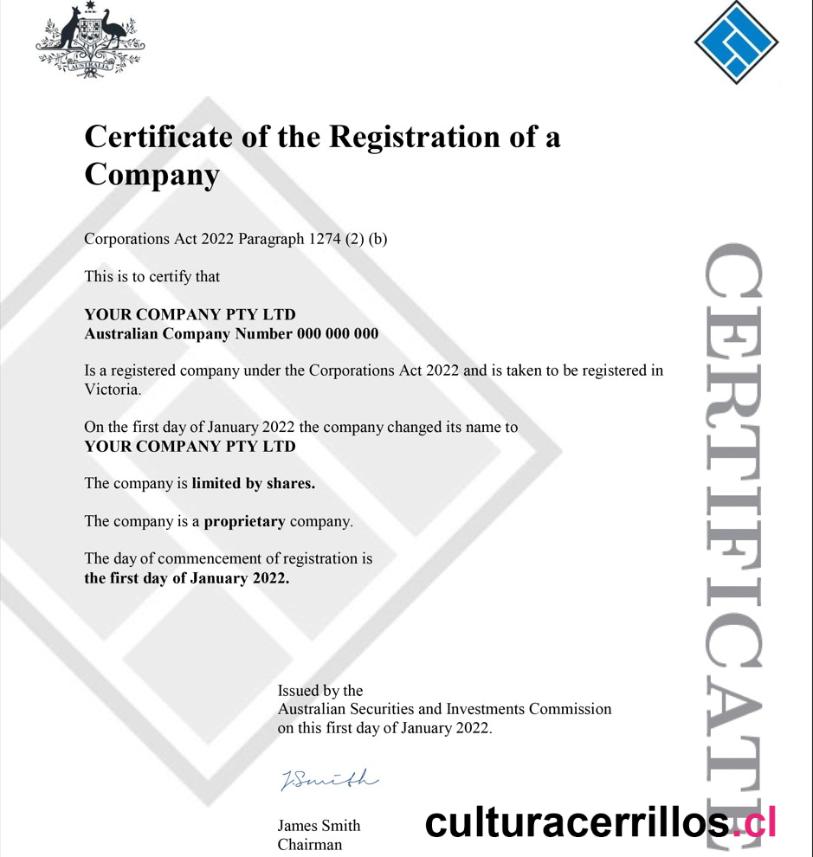 AUSTRALIA
Certificate of the Registration of a
Company
Corporations Act 2022 Paragraph 1274 (2) (b)
This is to certify that
YOUR COMPANY PTY LTD
Australian Company Number 000 000 000
Is a registered company under the Corporations Act 2022 and is taken to be registered in
Victoria.
On the first day of January 2022 the company changed its name to
YOUR COMPANY PTY LTD
The company is limited by shares.
The company is a proprietary company.
The day of commencement of registration is
the first day of January 2022.
Issued by the
Australian Securities and Investments Commission
on this first day of January 2022.
JSmith
James Smith
Chairman
CERTIFICATE
culturacerrillos.cl